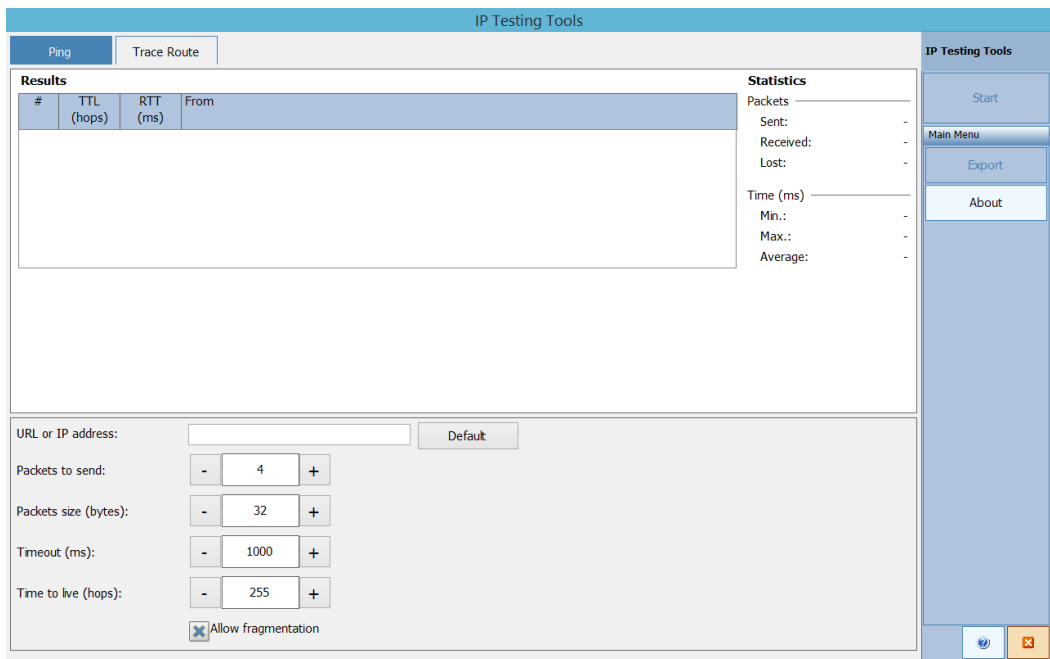 IP Testing Tools
Ping
Trace Route
Results
# TTL (hops) RTT (ms) From
Statistics
Packets
Sent: -
Received: -
Lost: -
Time (ms)
Min.: -
Max.: -
Average: -
URL or IP address: Default
Packets to send: - 4 +
Packets size (bytes): - 32 +
Timeout (ms): - 1000 +
Time to live (hops): - 255 +
Allow fragmentation
IP Testing Tools
Start
Main Menu
Export
About
?